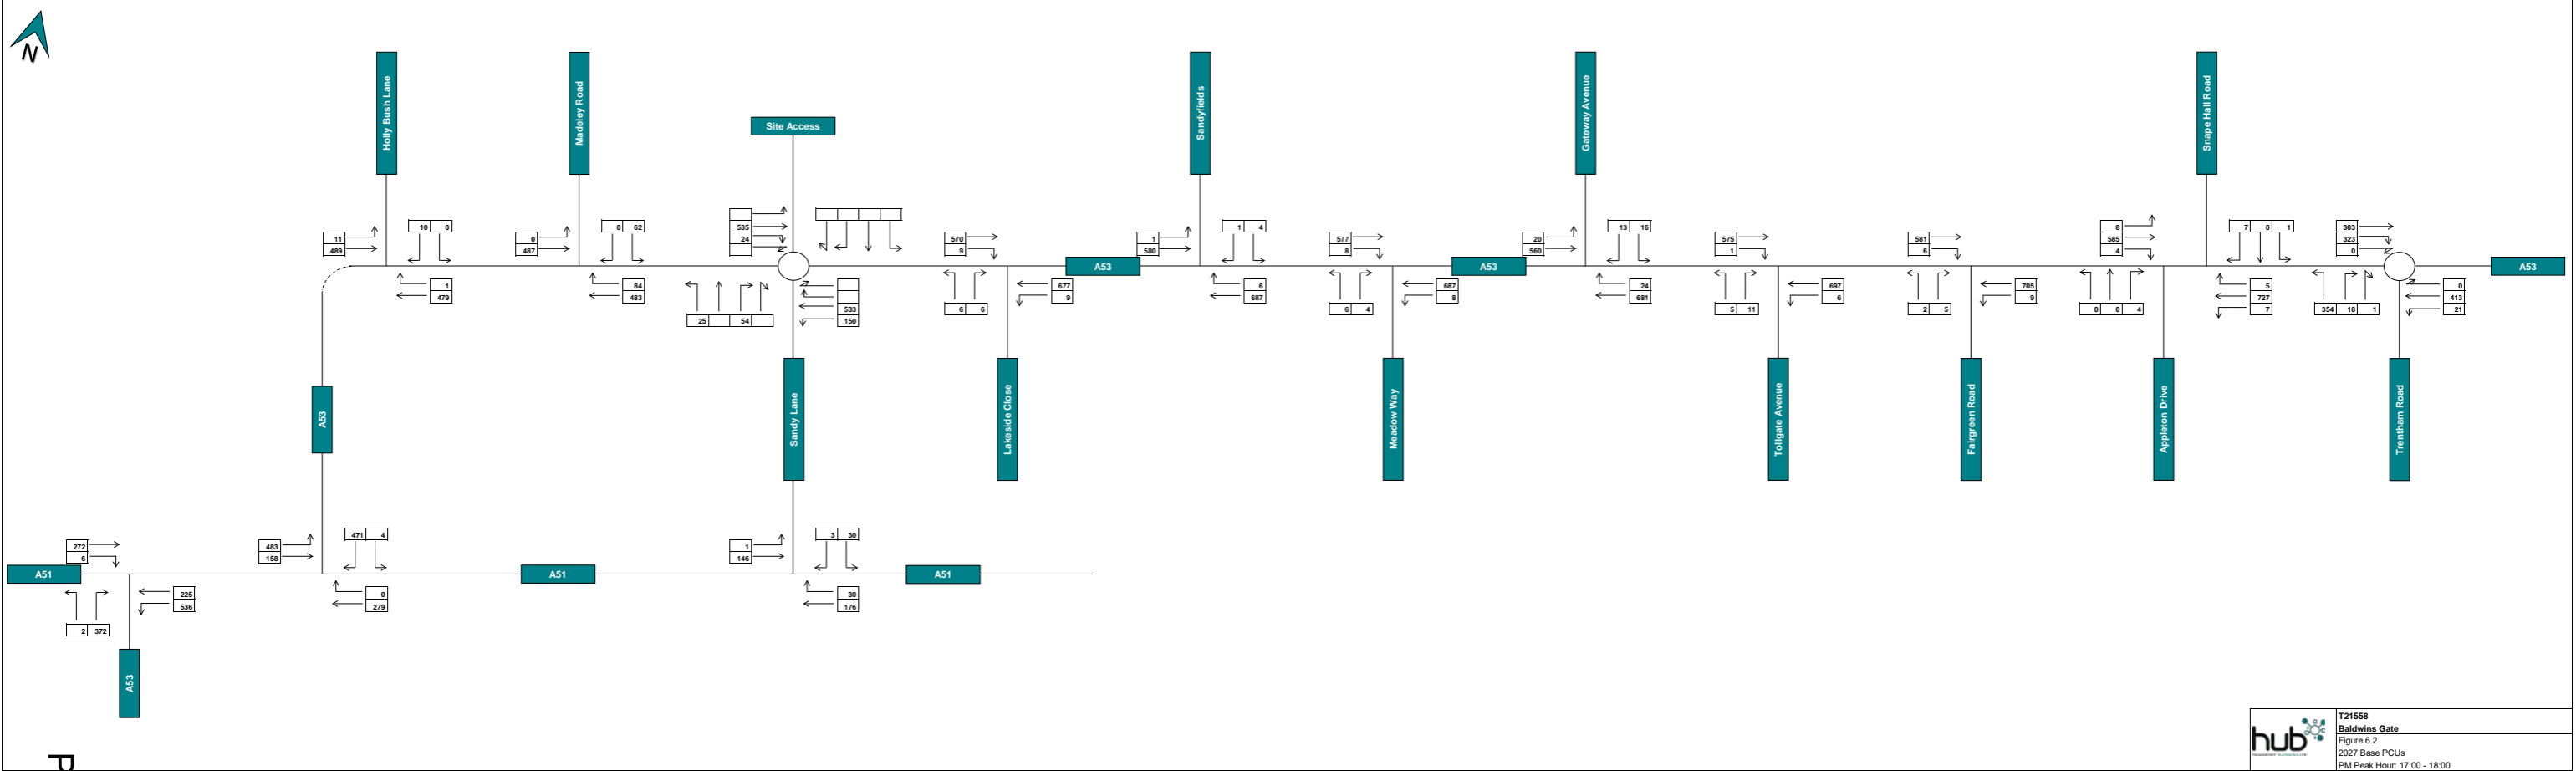 N
Holly Bush Lane
Madeley Road
Site Access
Sandyfields
Gateway Avenue
Snape Hall Road
11
489
10 0
1
479
0
487
0 62
84
483
535
24
25 54
533
150
570
9
6 6
677
9
A53
1
580
1 4
6
687
577
8
6 4
687
8
A53
20
560
13 16
24
681
575
1
5 11
697
6
581
6
2 5
705
9
8
585
4
0 0 4
7 0 1
5
727
7
303
323
0
354 18 1
0
413
21
A53
A53
Sandy Lane
Lakeside Close
Meadow Way
Tollgate Avenue
Fairgreen Road
Appleton Drive
Trentham Road
272
6
A51
2 372
225
536
A53
483
158
471 4
0
279
A51
1
146
3 30
30
176
A51
P
hub
T21558
Baldwins Gate
Figure 6.2
2027 Base PCUs
PM Peak Hour: 17:00 - 18:00